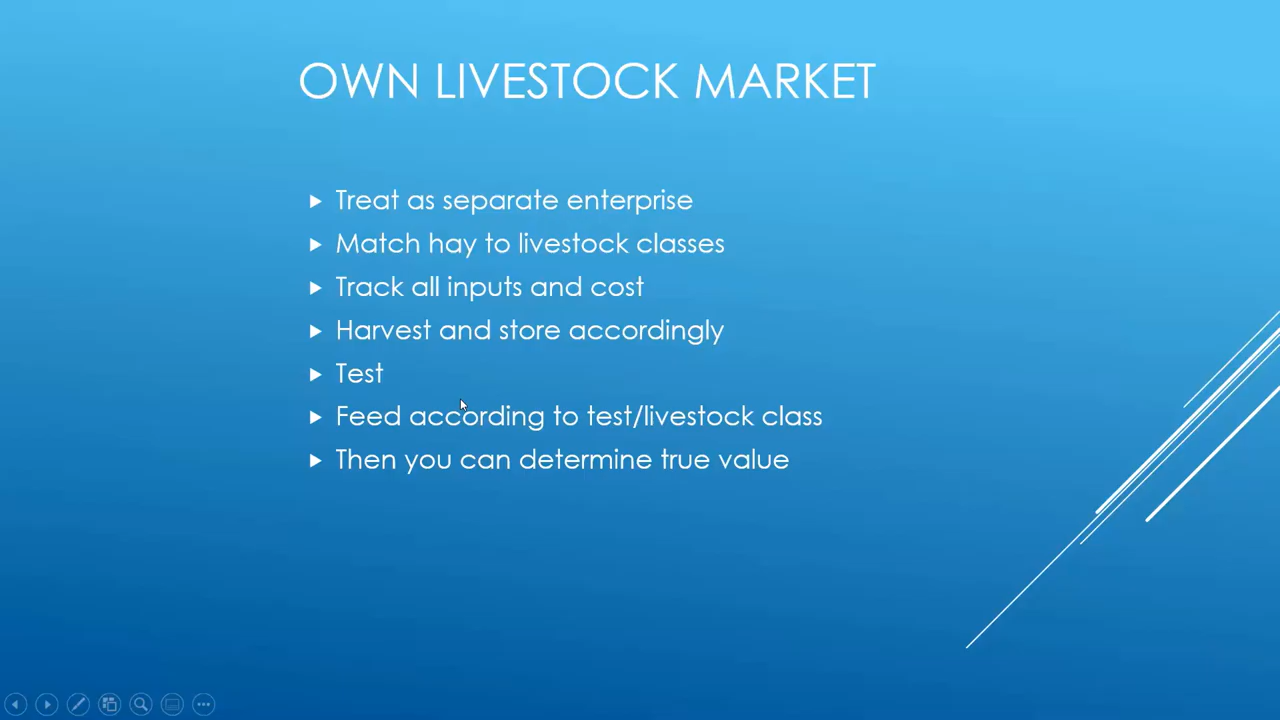 OWN LIVESTOCK MARKET
Treat as separate enterprise
Match hay to livestock classes
Track all inputs and cost
Harvest and store accordingly
Test
Feed according to test/livestock class
Then you can determine true value